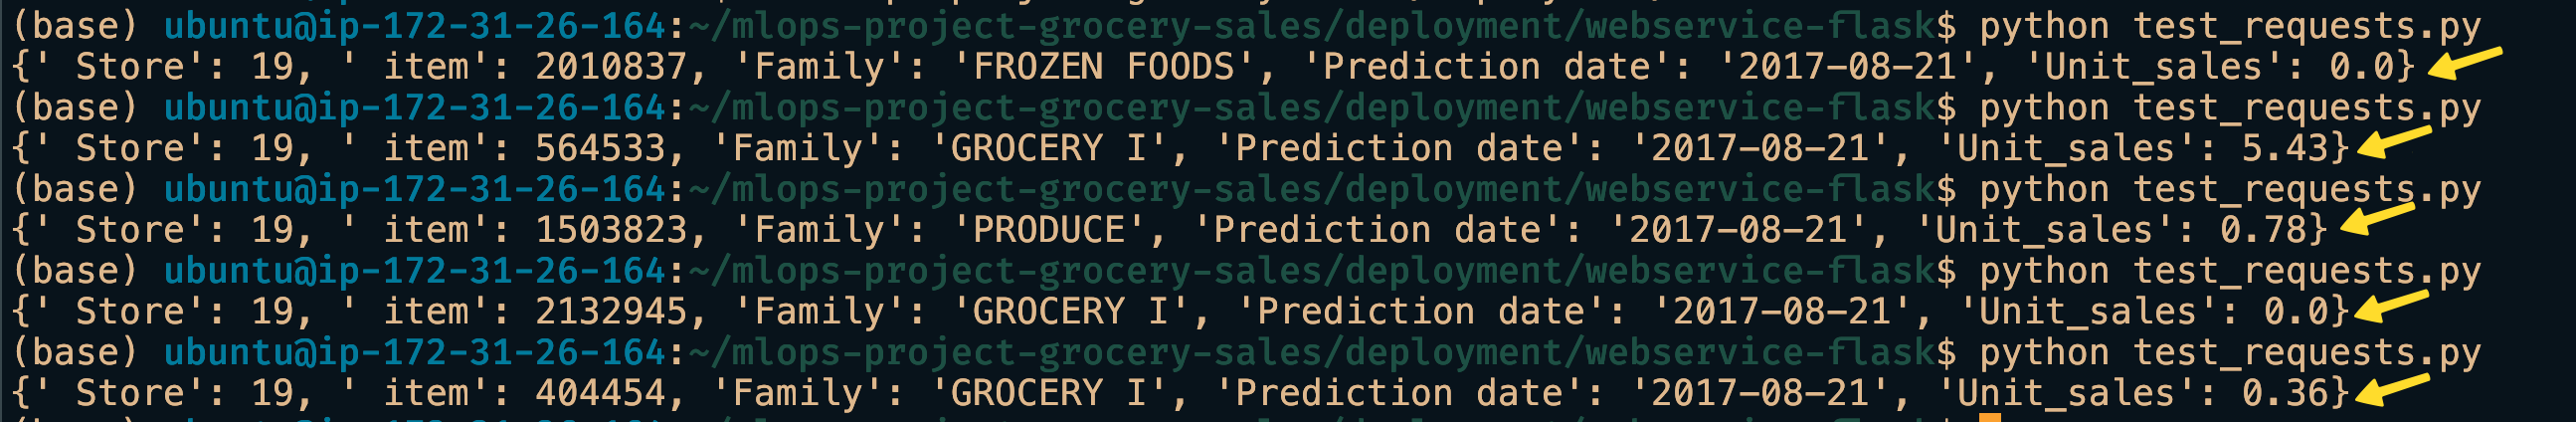 (base) ubuntu@ip-172-31-26-164:~/mlops-project-grocery-sales/deployment/webservice-flask$ python test_requests.py
{' Store': 19, ' item': 2010837, 'Family': 'FROZEN FOODS', 'Prediction date': '2017-08-21', 'Unit_sales': 0.0}
(base) ubuntu@ip-172-31-26-164:~/mlops-project-grocery-sales/deployment/webservice-flask$ python test_requests.py
{' Store': 19, ' item': 564533, 'Family': 'GROCERY I', 'Prediction date': '2017-08-21', 'Unit_sales': 5.43}
(base) ubuntu@ip-172-31-26-164:~/mlops-project-grocery-sales/deployment/webservice-flask$ python test_requests.py
{' Store': 19, ' item': 1503823, 'Family': 'PRODUCE', 'Prediction date': '2017-08-21', 'Unit_sales': 0.78}
(base) ubuntu@ip-172-31-26-164:~/mlops-project-grocery-sales/deployment/webservice-flask$ python test_requests.py
{' Store': 19, ' item': 2132945, 'Family': 'GROCERY I', 'Prediction date': '2017-08-21', 'Unit_sales': 0.0}
(base) ubuntu@ip-172-31-26-164:~/mlops-project-grocery-sales/deployment/webservice-flask$ python test_requests.py
{' Store': 19, ' item': 404454, 'Family': 'GROCERY I', 'Prediction date': '2017-08-21', 'Unit_sales': 0.36}